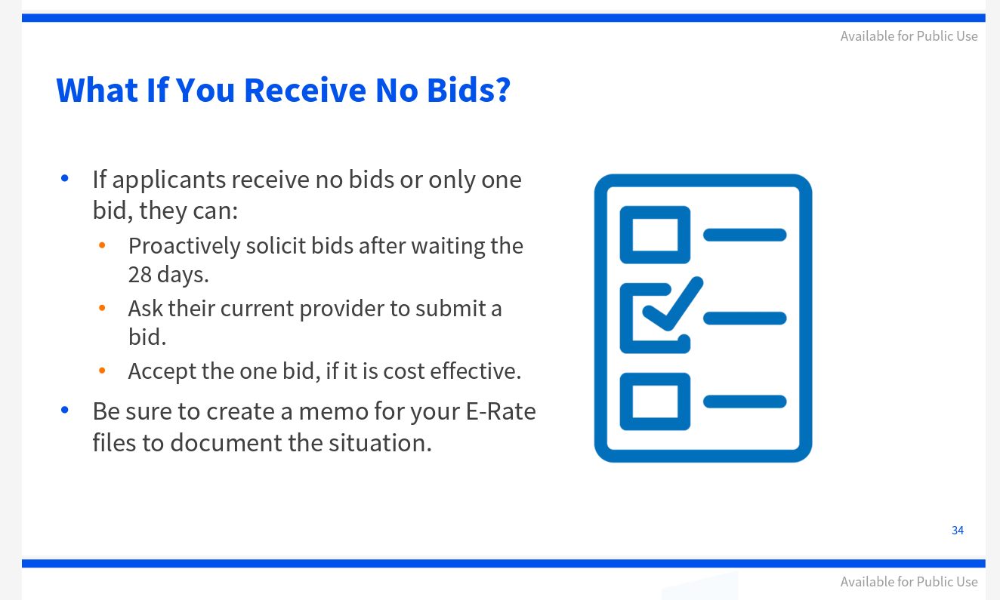 Available for Public Use
What If You Receive No Bids?
• If applicants receive no bids or only one
bid, they can:
• Proactively solicit bids after waiting the
28 days.
• Ask their current provider to submit a
bid.
• Accept the one bid, if it is cost effective.
• Be sure to create a memo for your E-Rate
files to document the situation.
34
Available for Public Use